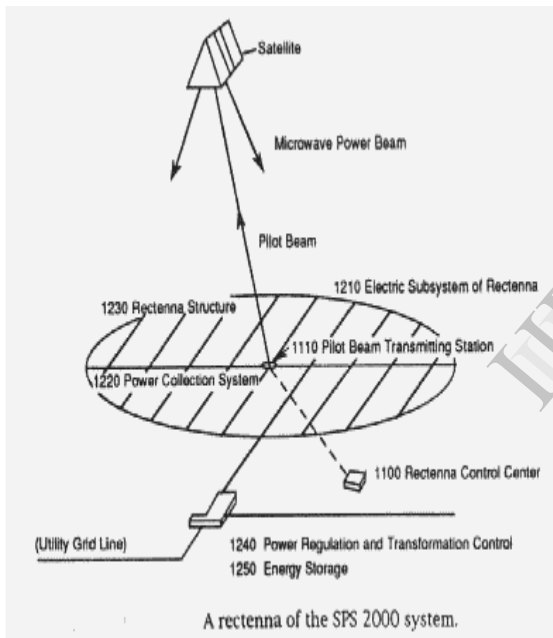 Satellite
Microwave Power Beam
Pilot Beam
1210 Electric Subsystem of Rectenna
1230 Rectenna Structure
1110 Pilot Beam Transmitting Station
1220 Power Collection System
1100 Rectenna Control Center
(Utility Grid Line)
1240 Power Regulation and Transformation Control
1250 Energy Storage
A rectenna of the SPS 2000 system.